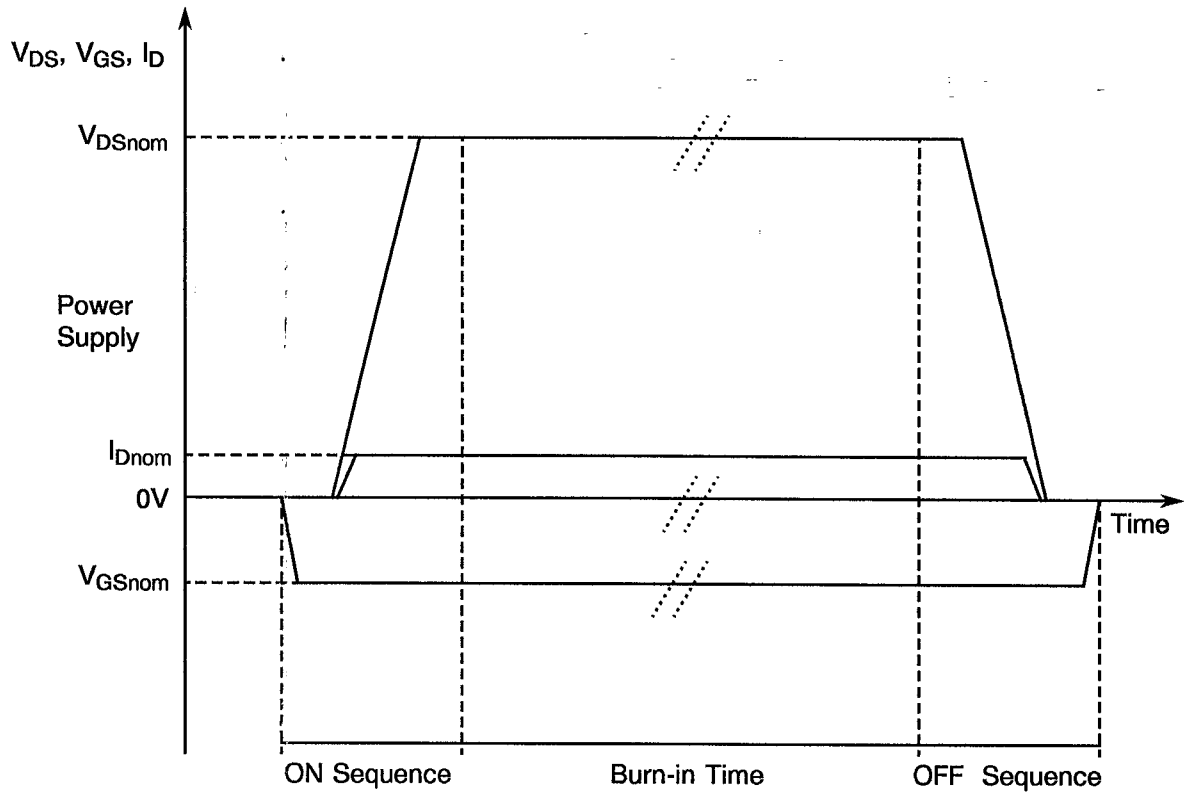 VDS, VGS, ID
VDSnom
Power
Supply
IDnom
0V
Time
VGSnom
ON Sequence
Burn-in Time
OFF Sequence